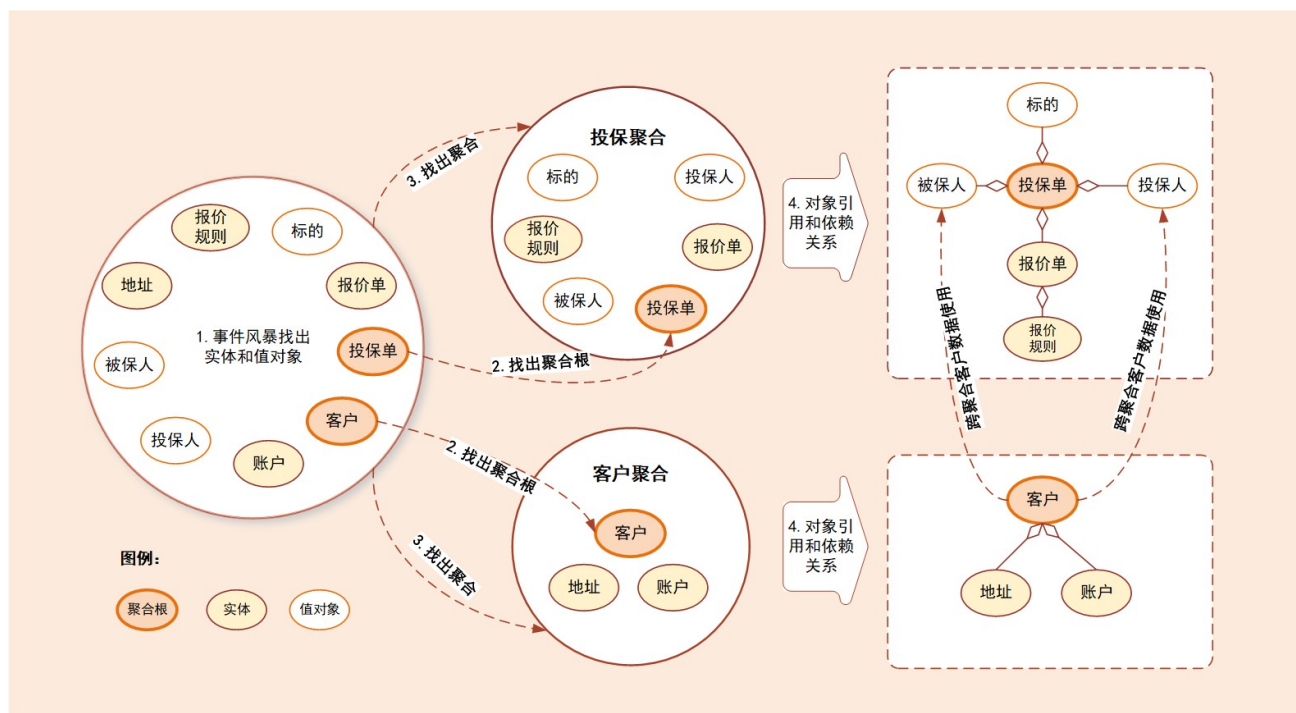 报价
规则
标的
地址
报价单
1. 事件风暴找出
实体和值对象
投保单
被保人
客户
投保人
账户
图例：
聚合根
实体
值对象
3. 找出聚合
2. 找出聚合根
2. 找出聚合根
3. 找出聚合
投保聚合
标的
投保人
报价
规则
报价单
被保人
投保单
客户聚合
客户
地址
账户
4. 对象引
用和依赖
关系
4. 对象引
用和依赖
关系
标的
被保人
投保单
投保人
报价单
报价
规则
跨聚合客户数据使用
跨聚合客户数据使用
客户
地址
账户